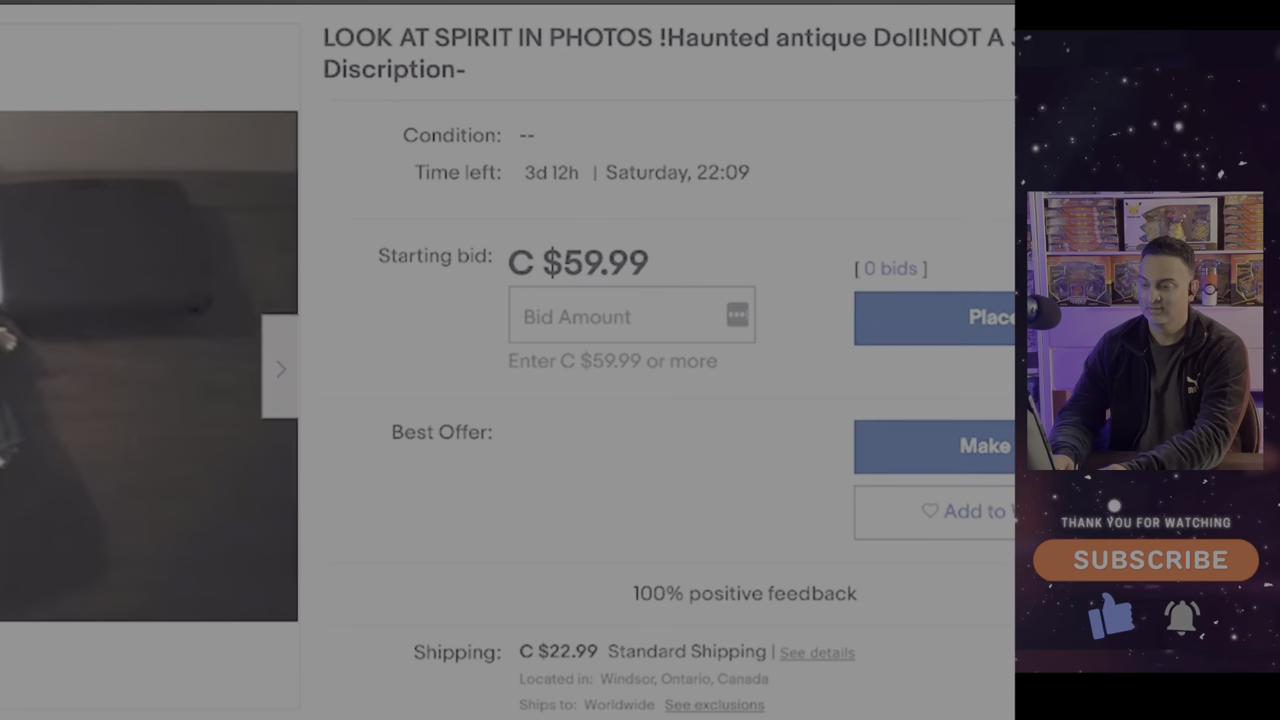 LOOK AT SPIRIT IN PHOTOS !Haunted antique Doll!NOT A
Discription-
Condition: --
Time left: 3d 12h | Saturday, 22:09
Starting bid: C $59.99 [ 0 bids ]
Bid Amount
Place
Enter C $59.99 or more
Best Offer:
Make
Add to
100% positive feedback
Shipping: C $22.99 Standard Shipping | See details
Located in: Windsor, Ontario, Canada
Ships to: Worldwide See exclusions
THANK YOU FOR WATCHING
SUBSCRIBE